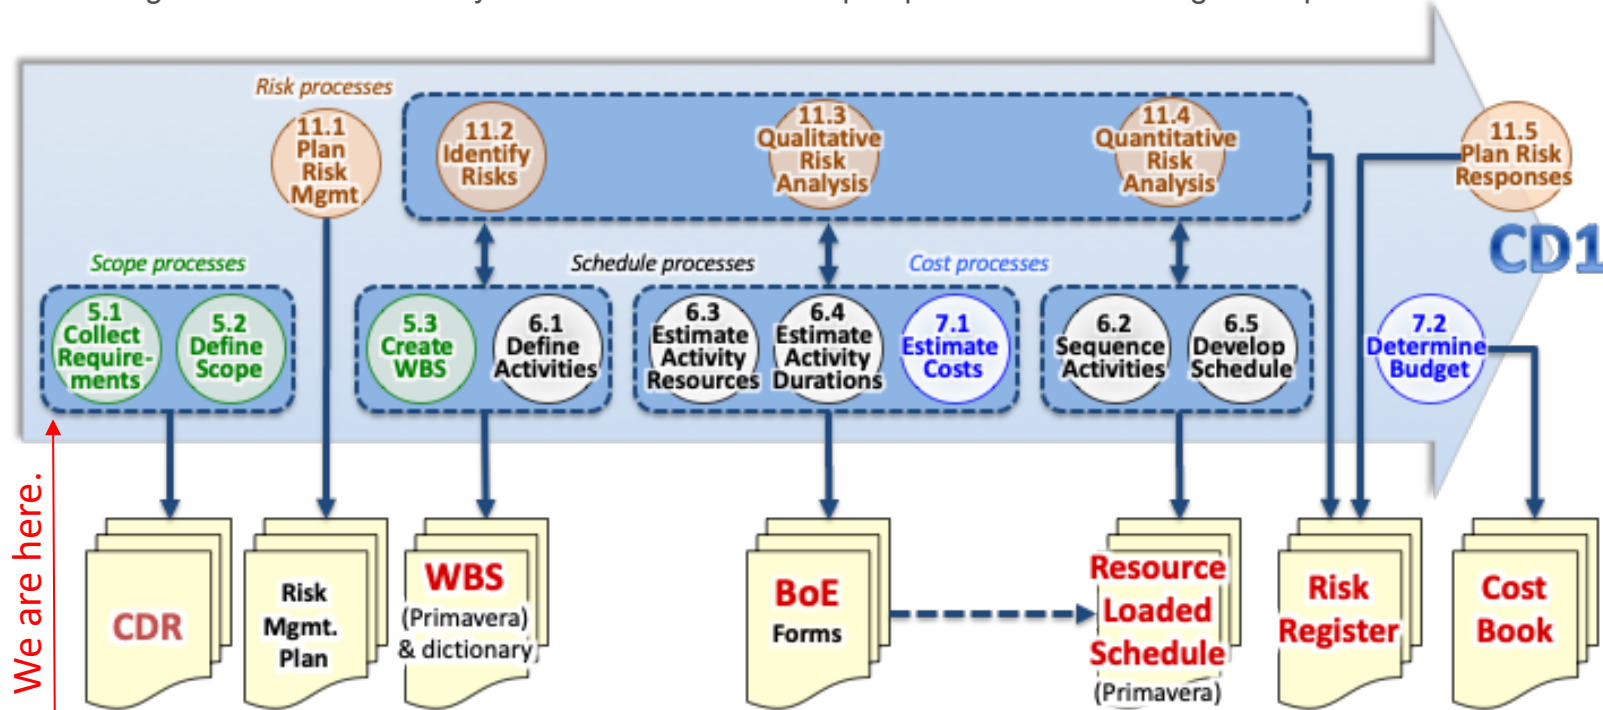 Risk processes
11.1
Plan
Risk
Mgmt
11.2
Identify
Risks
11.3
Qualitative
Risk
Analysis
11.4
Quantitative
Risk
Analysis
11.5
Plan Risk
Responses
CD1
Scope processes
Schedule processes
Cost processes
5.1
Collect
Require-
ments
5.2
Define
Scope
5.3
Create
WBS
6.1
Define
Activities
6.3
Estimate
Activity
Resources
6.4
Estimate
Activity
Durations
7.1
Estimate
Costs
6.2
Sequence
Activities
6.5
Develop
Schedule
7.2
Determine
Budget
We are here.
CDR
Risk
Mgmt.
Plan
WBS
(Primavera)
& dictionary
BoE
Forms
Resource
Loaded
Schedule
(Primavera)
Risk
Register
Cost
Book